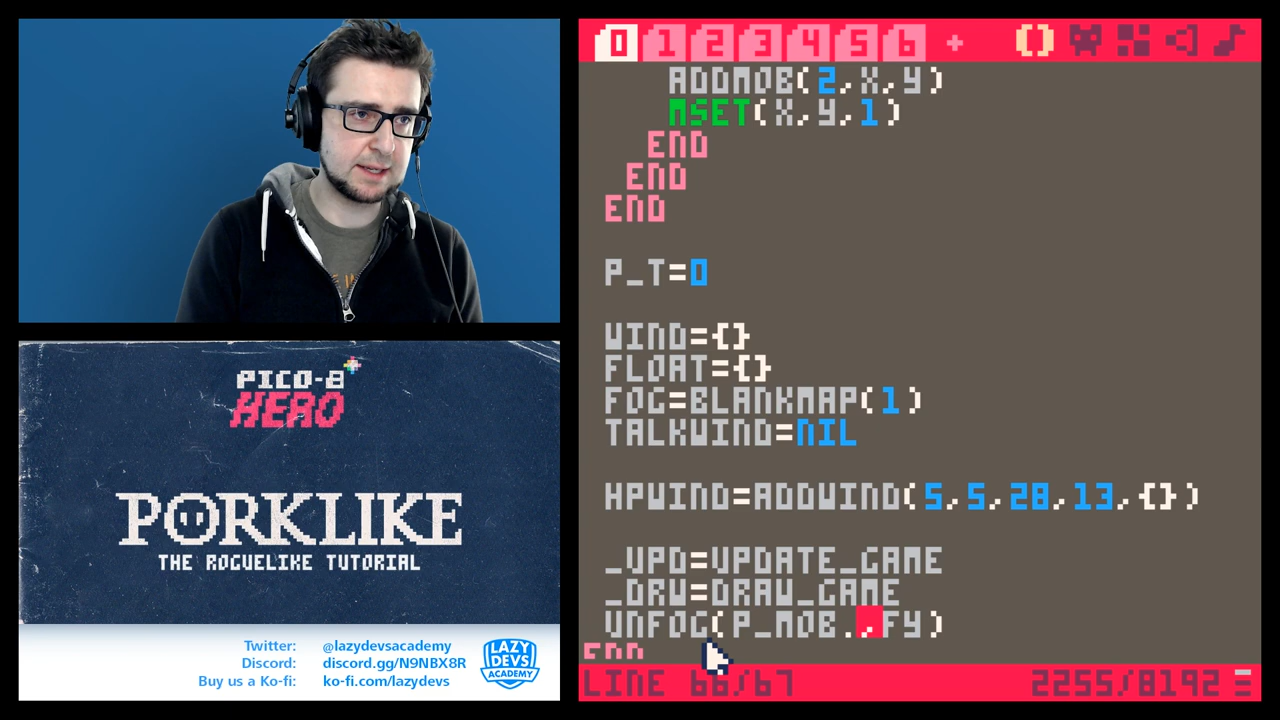 0 1 2 3 4 5 6 +
ADDMOB(2,X,Y)
MSET(X,Y,1)
END
END
END
P_T=0
WIND={}
FLOAT={}
FOG=BLANKMAP(1)
TALKWIND=NIL
HPWIND=ADDWIND(5,5,28,13,{})
_UPD=UPDATE_GAME
_DRW=DRAW_GAME
UNFOG(P_MOB.,FY)
END
LINE 66/67
2255/8192
PICO-8
HERO
PORKLIKE
THE ROGUELIKE TUTORIAL
Twitter: @lazydevsacademy
Discord: discord.gg/N9NBX8R
Buy us a Ko-fi: ko-fi.com/lazydevs
LAZY
DEVS
ACADEMY